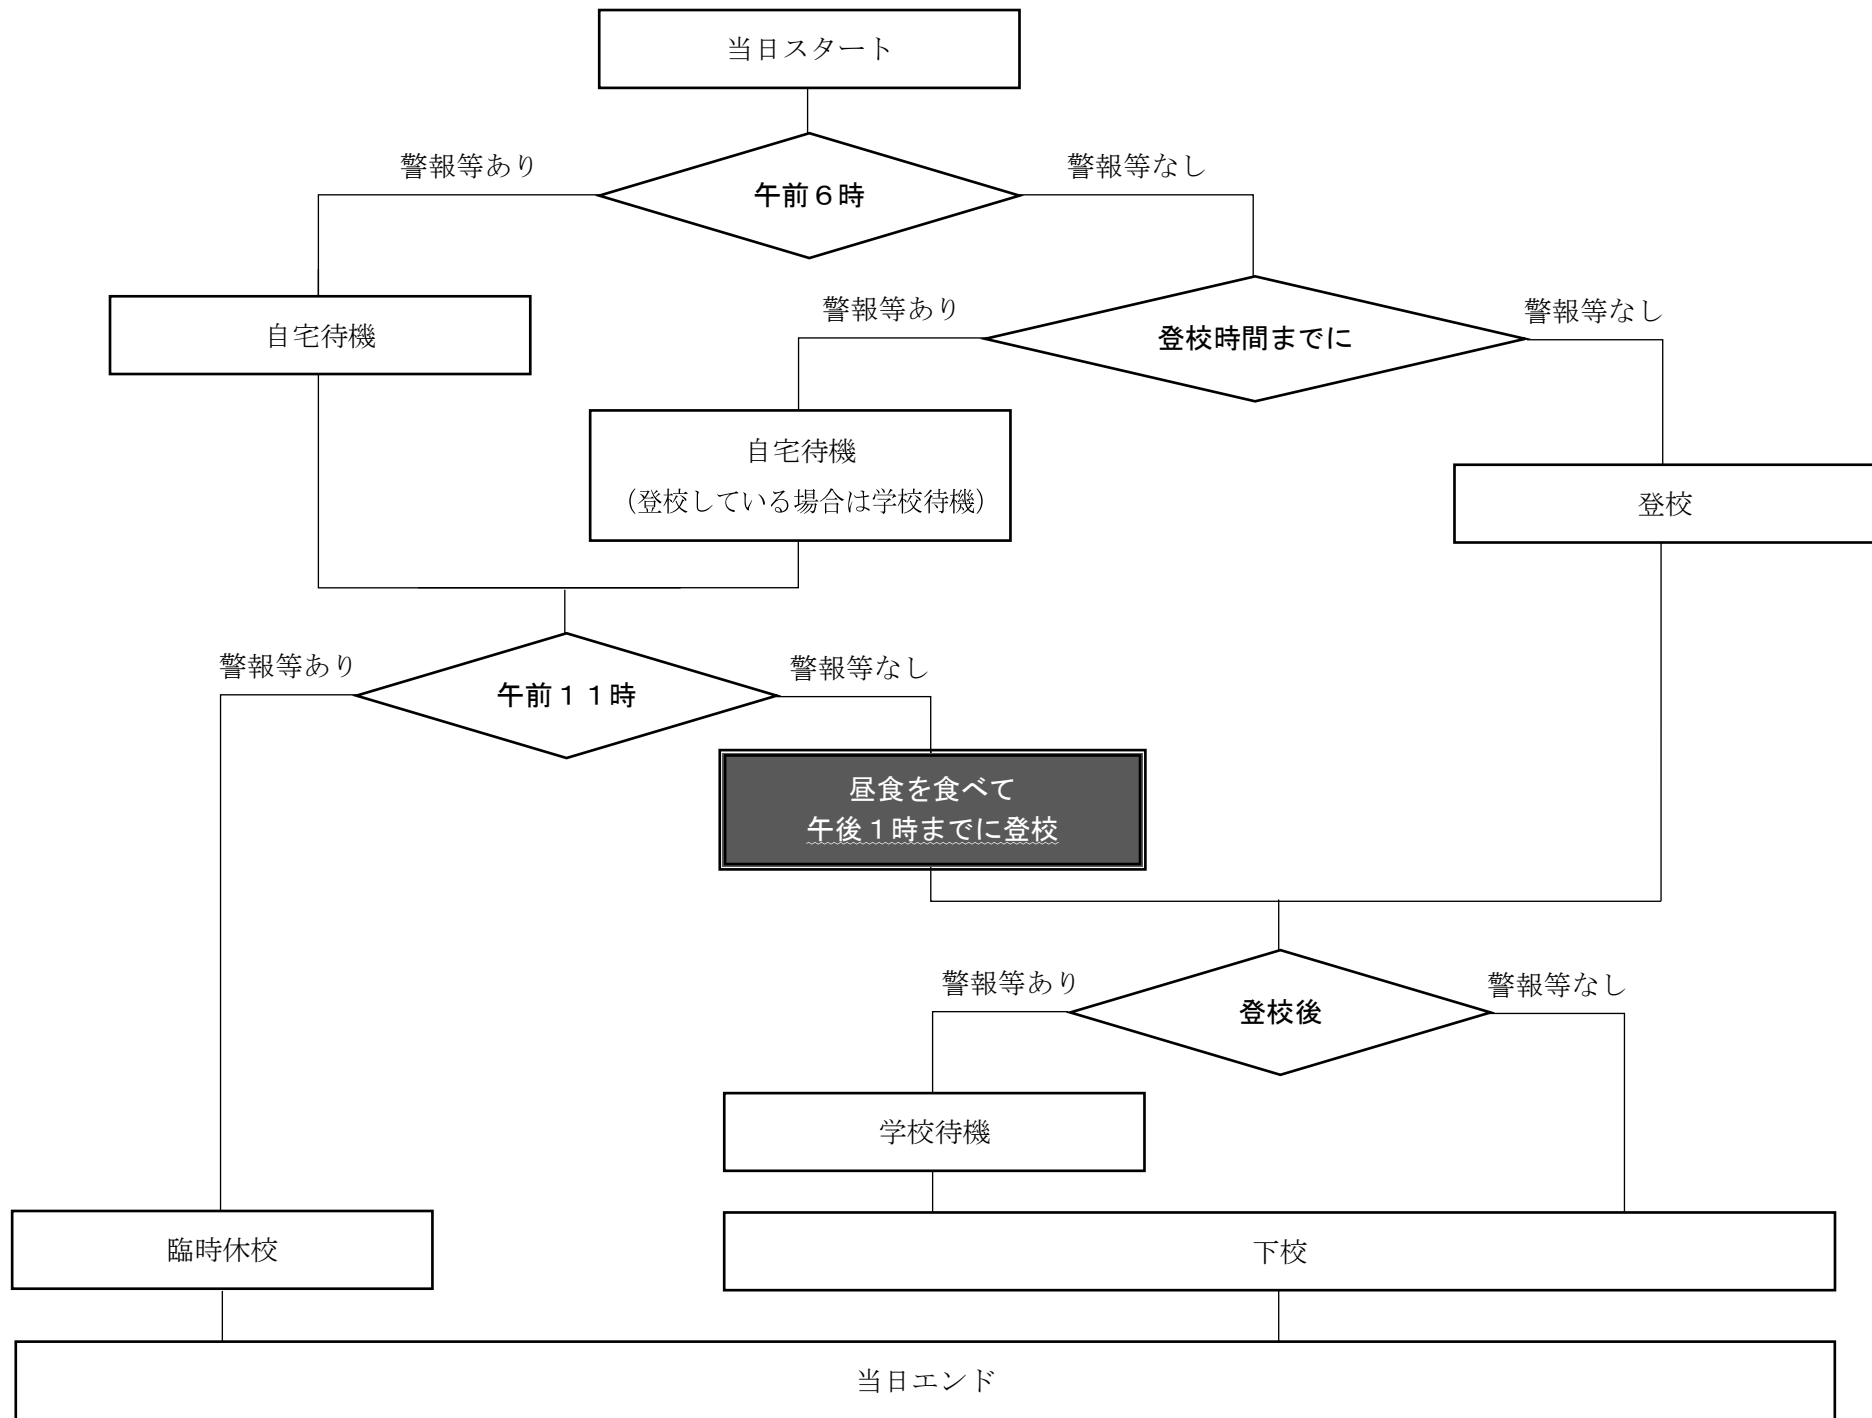 当日スタート
警報等あり
警報等なし
午前６時
自宅待機
警報等あり
警報等なし
登校時間までに
自宅待機
（登校している場合は学校待機）
登校
警報等あり
警報等なし
午前１１時
昼食を食べて
午後１時までに登校
警報等あり
警報等なし
登校後
学校待機
臨時休校
下校
当日エンド